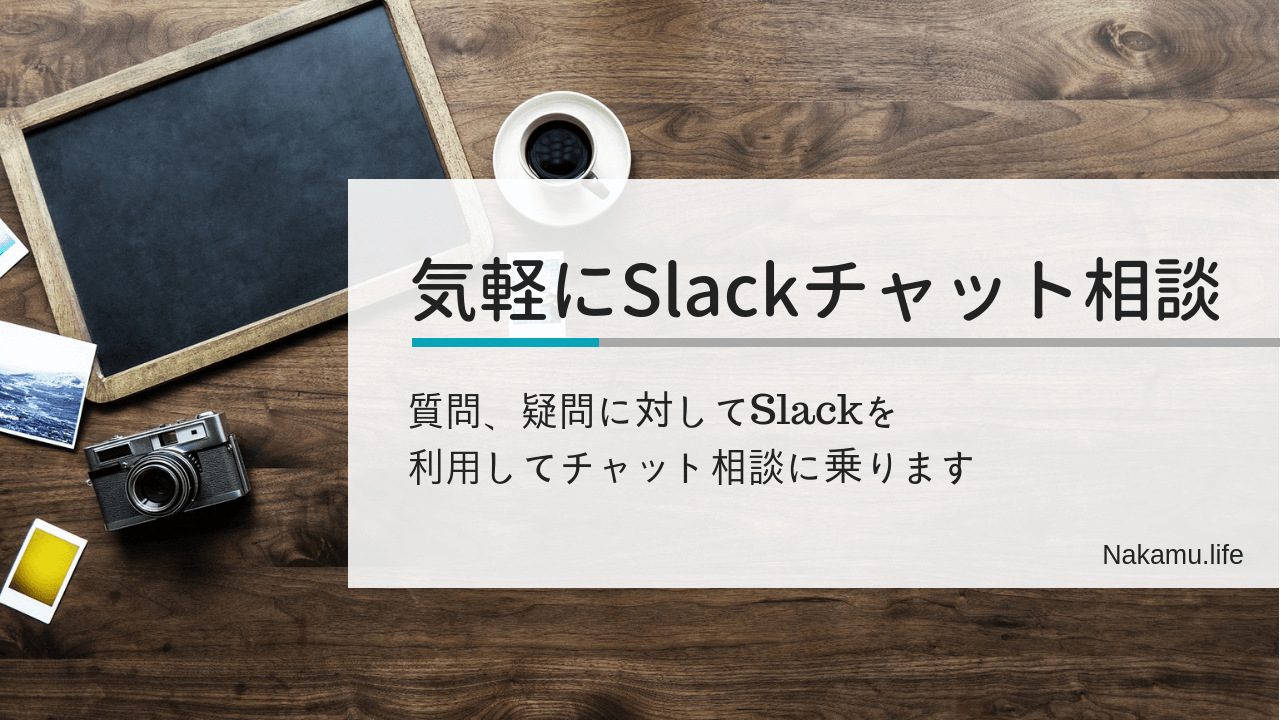 気軽にSlackチャット相談
質問、疑問に対してSlackを
利用してチャット相談に乗ります
Nakamu.life